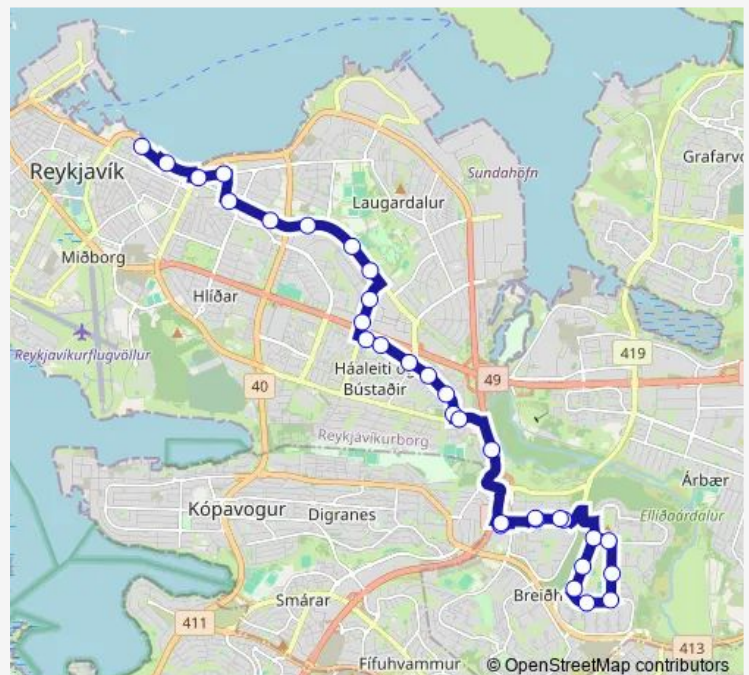 Reykjavík
Sundahöfn
Grafarvo
Laugardalur
Miðborg
Hlíðar
Reykjavíkurflugvöllur
419
Háaleiti og
Bústaðir
49
40
Reykjavíkurborg
Árbær
Kópavogur
Digranes
Elliðaárdalur
Smárar
Breiðh
411
413
Fífuhvammur
© OpenStreetMap contributors